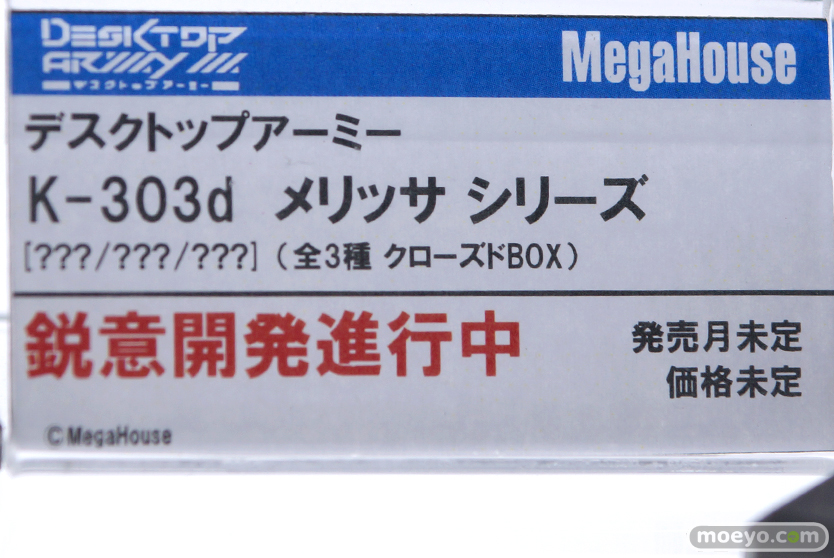 DESKTOP
ARMY
デスクトップアーミー
MegaHouse
デスクトップアーミー
K-303d メリッサ シリーズ
[???/???/???] (全3種 クローズドBOX)
鋭意開発進行中
発売月未定
価格未定
©MegaHouse
moeyo.com